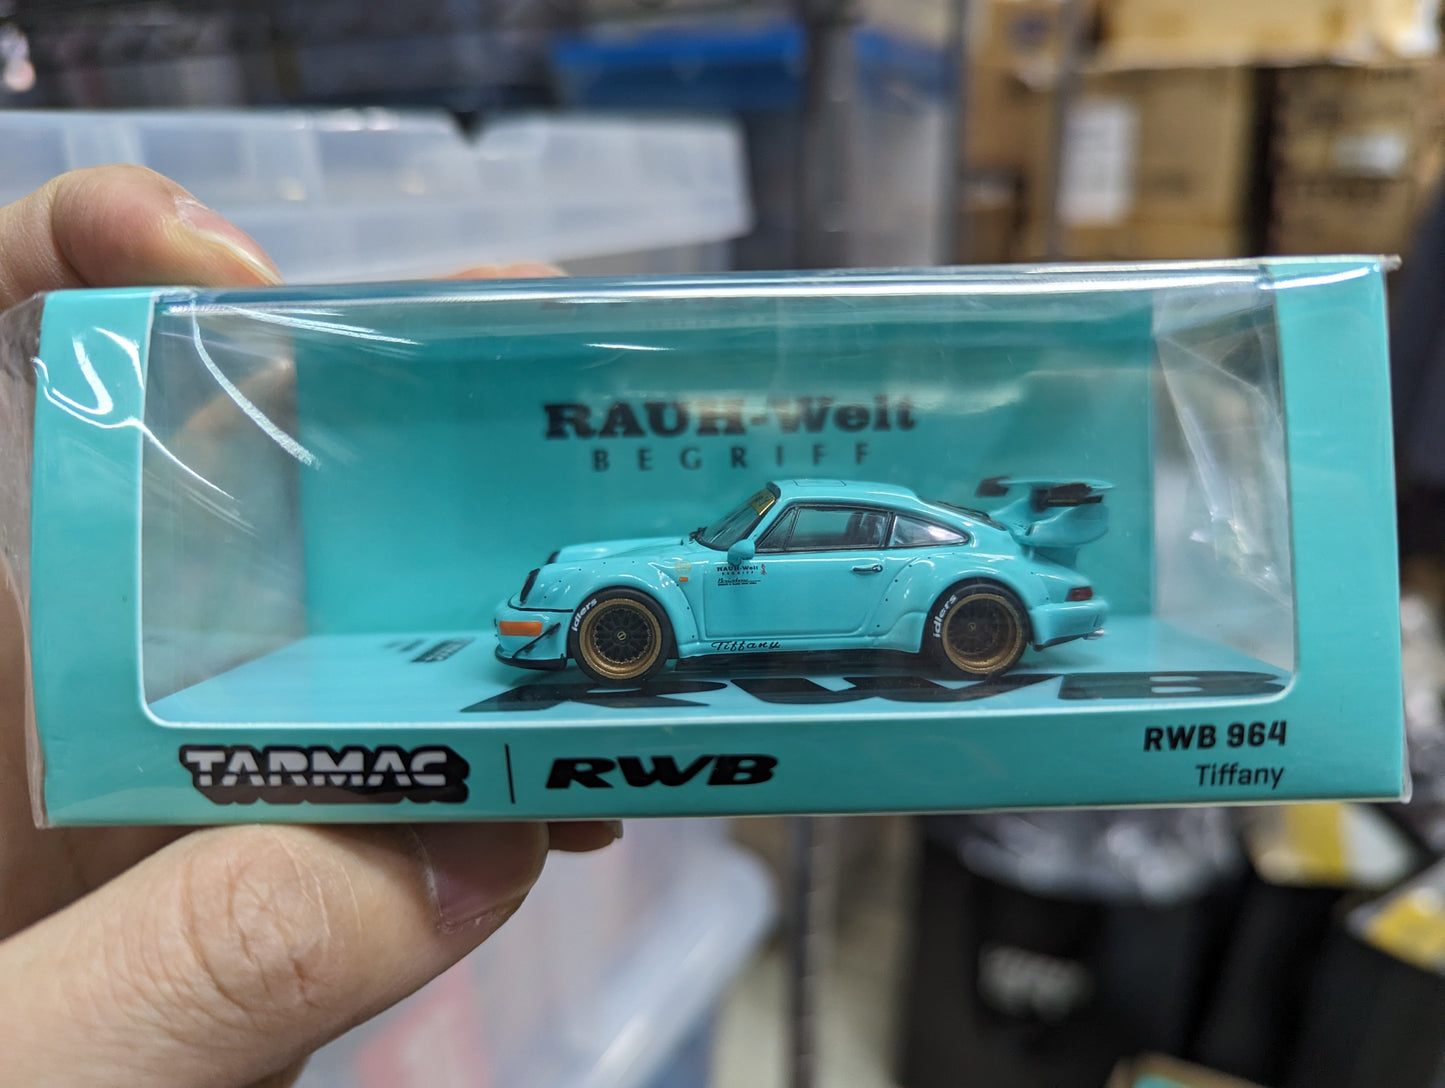 RAUH-Welt
BEGRIFF
RAUH-Welt
BEGRIFF
idlers
idlers
Tiffany
RWB
TARMAC | RWB
RWB 964
Tiffany